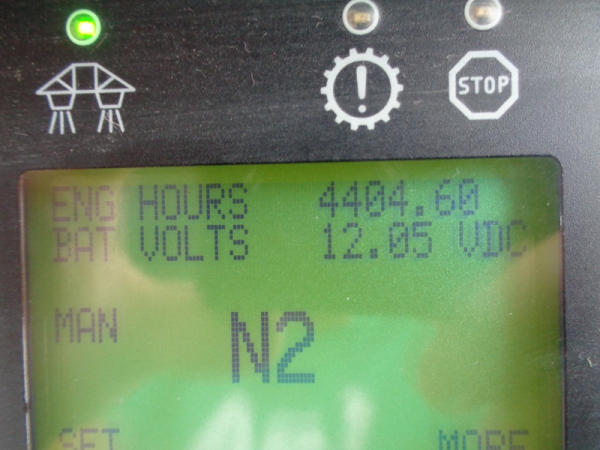 STOP
ENG HOURS 4404.60
BAT VOLTS 12.05 VDC
MAN N2
SET MORE